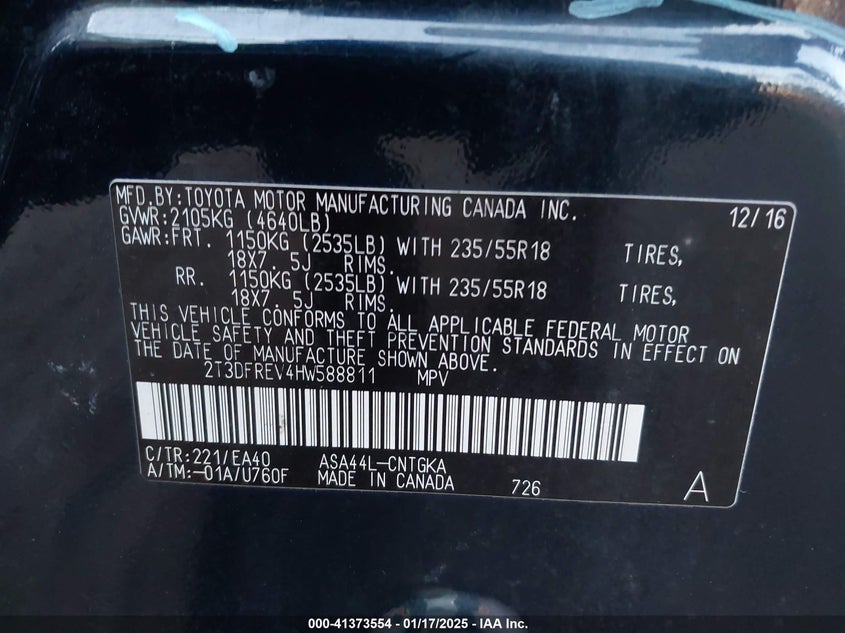 MFD.BY:TOYOTA MOTOR MANUFACTURING CANADA INC. 12/16
GVWR:2105KG (4640LB)
GAWR:FRT. 1150KG (2535LB) WITH 235/55R18 TIRES,
18X7. 5J RIMS.
RR. 1150KG (2535LB) WITH 235/55R18 TIRES,
18X7. 5J RIMS.
THIS VEHICLE CONFORMS TO ALL APPLICABLE FEDERAL MOTOR
VEHICLE SAFETY AND THEFT PREVENTION STANDARDS IN EFFECT ON
THE DATE OF MANUFACTURE SHOWN ABOVE.
2T3DFREV4HW588811 MPV
C/TR:221/EA40 ASA44L-CNTGKA
A/TM:-01A/U760F MADE IN CANADA 726 A
000-41373554 - 01/17/2025 - IAA Inc.